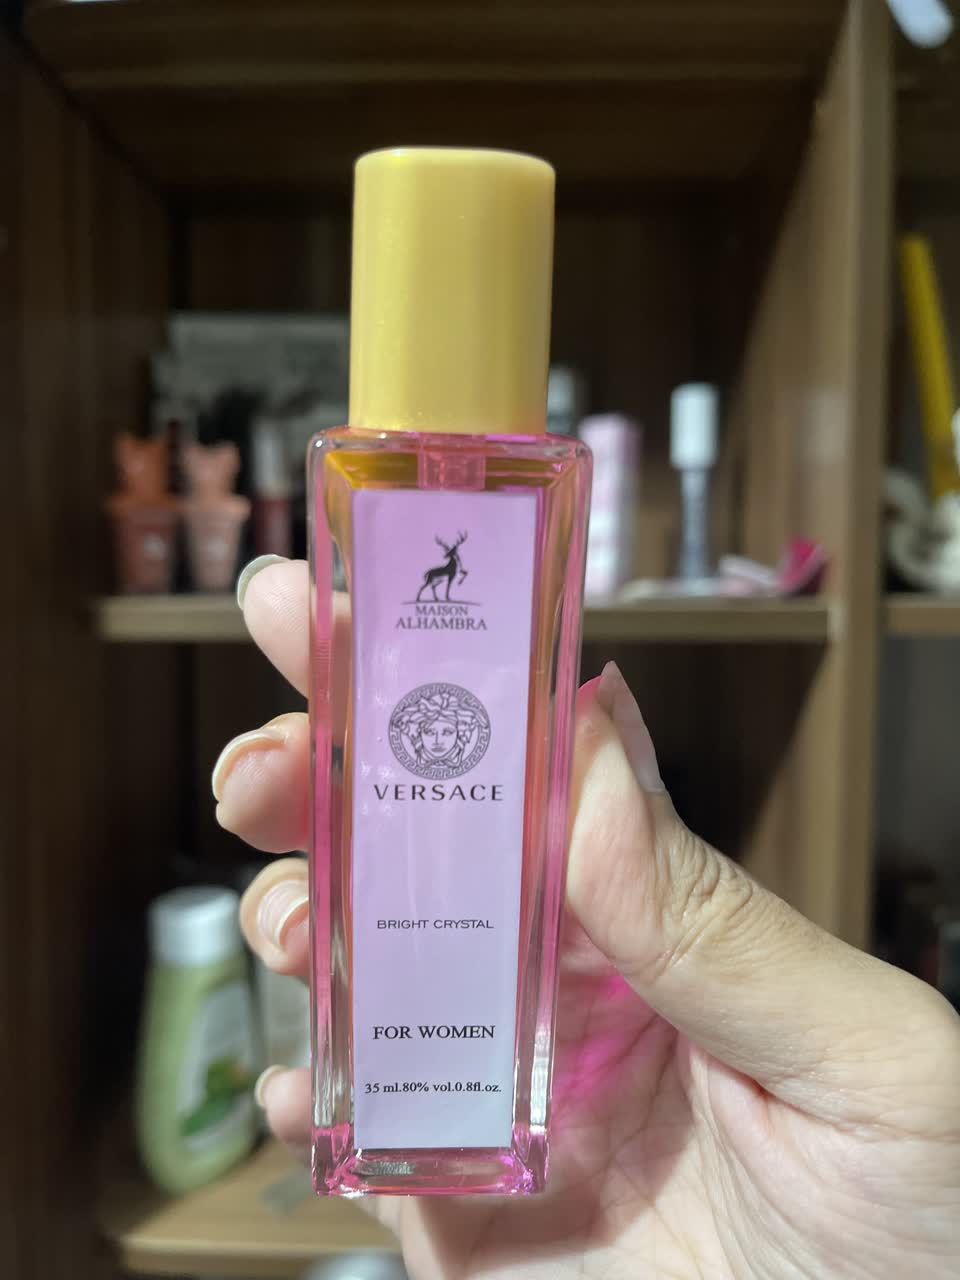 MAISON
ALHAMBRA
VERSACE
BRIGHT CRYSTAL
FOR WOMEN
35 ml.80% vol.0.8fl.oz.